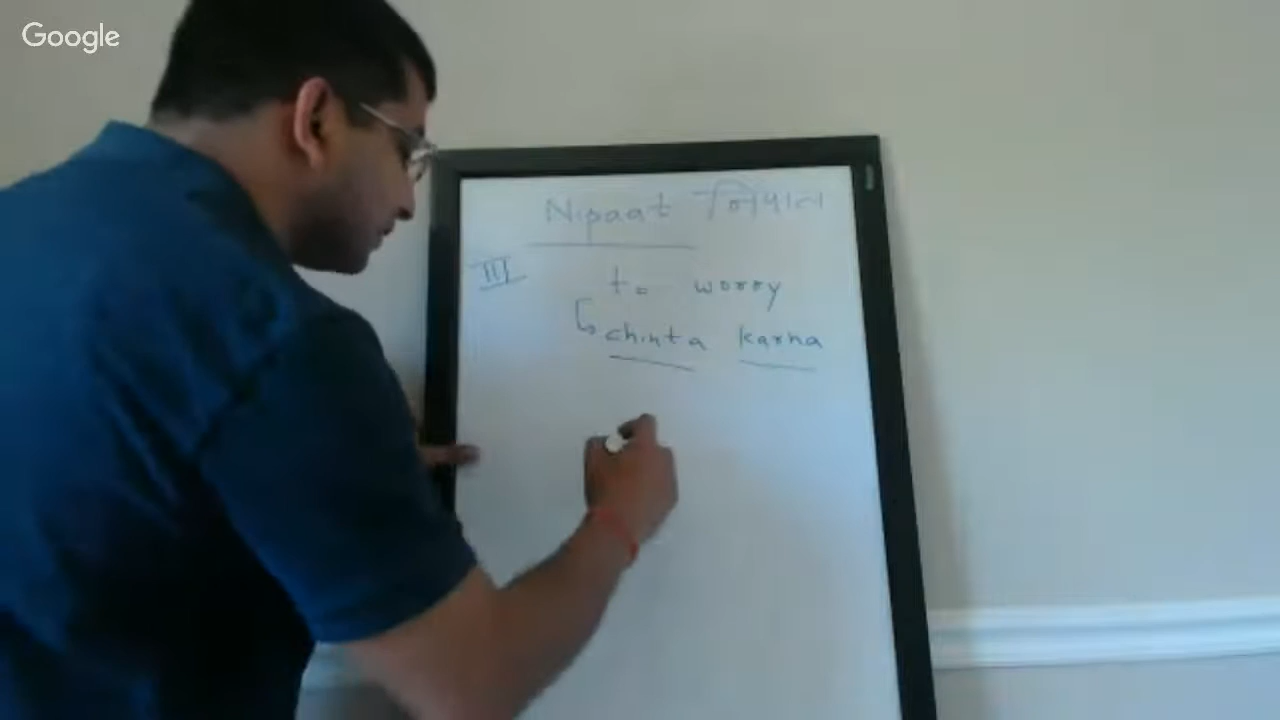 Google
Nipaat निपात
III
to worry
chinta karna